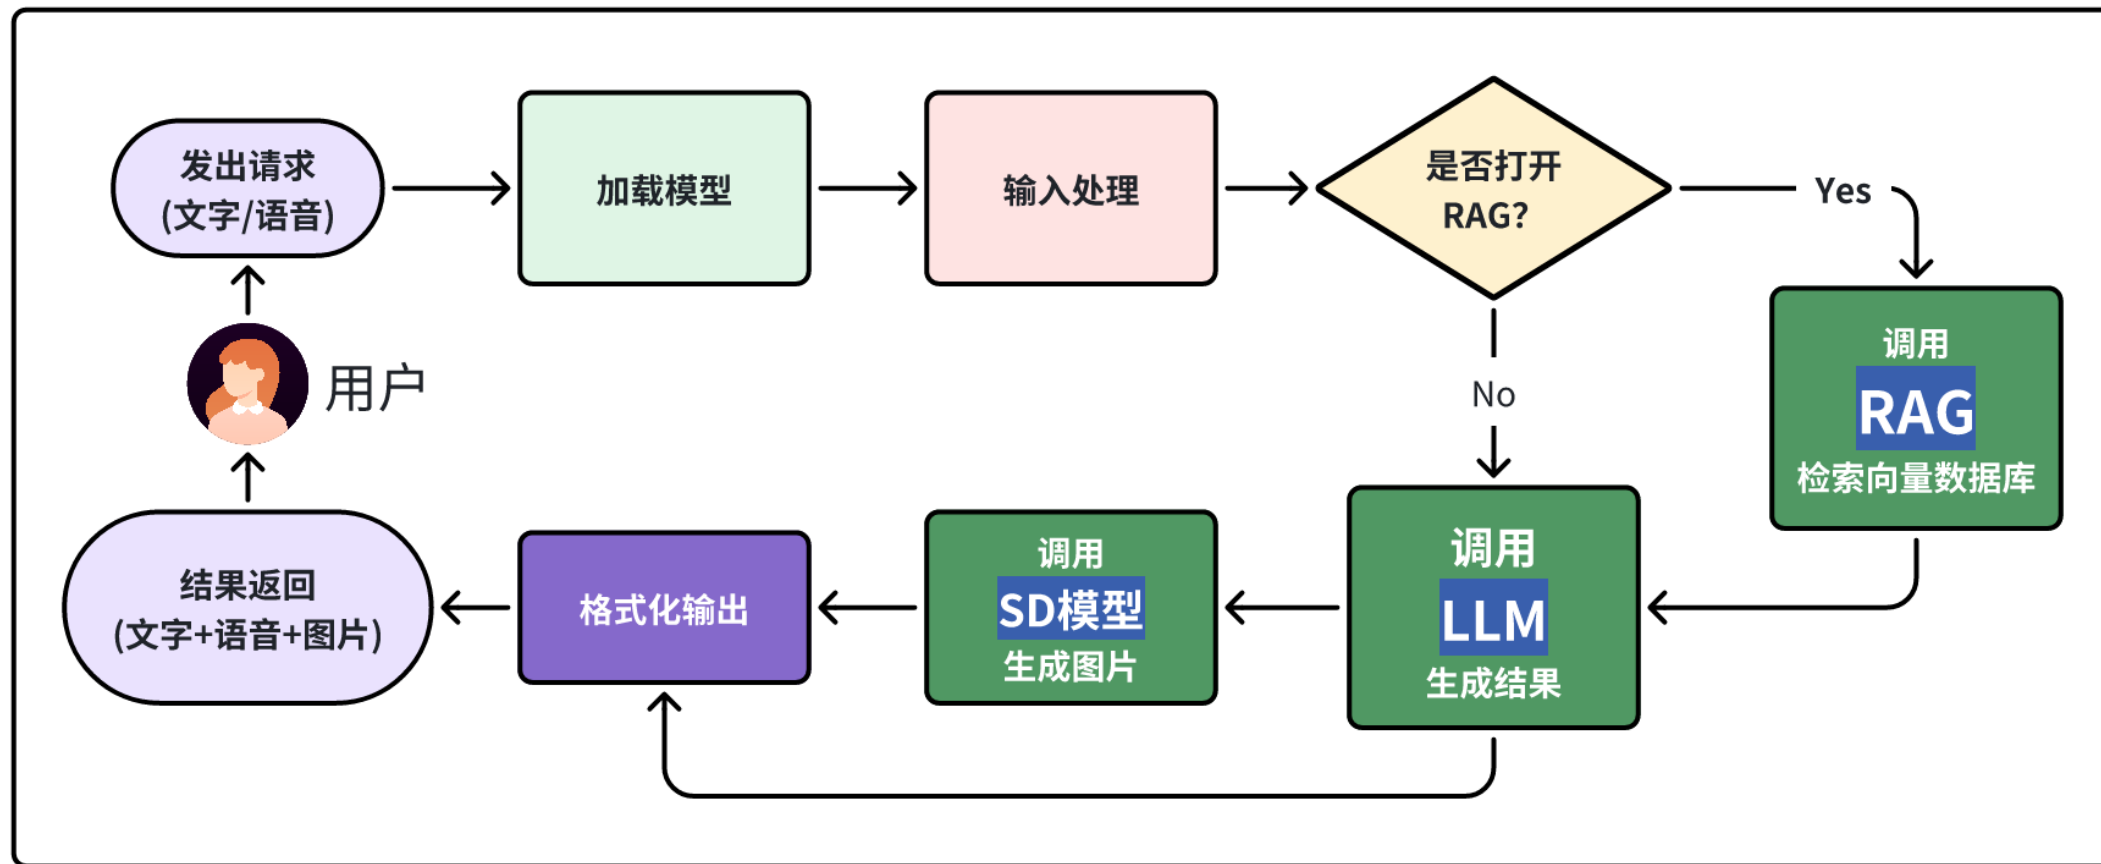 发出请求
(文字/语音)
加载模型
输入处理
是否打开
RAG?
Yes
No
用户
调用
RAG
检索向量数据库
调用
LLM
生成结果
调用
SD模型
生成图片
格式化输出
结果返回
(文字+语音+图片)